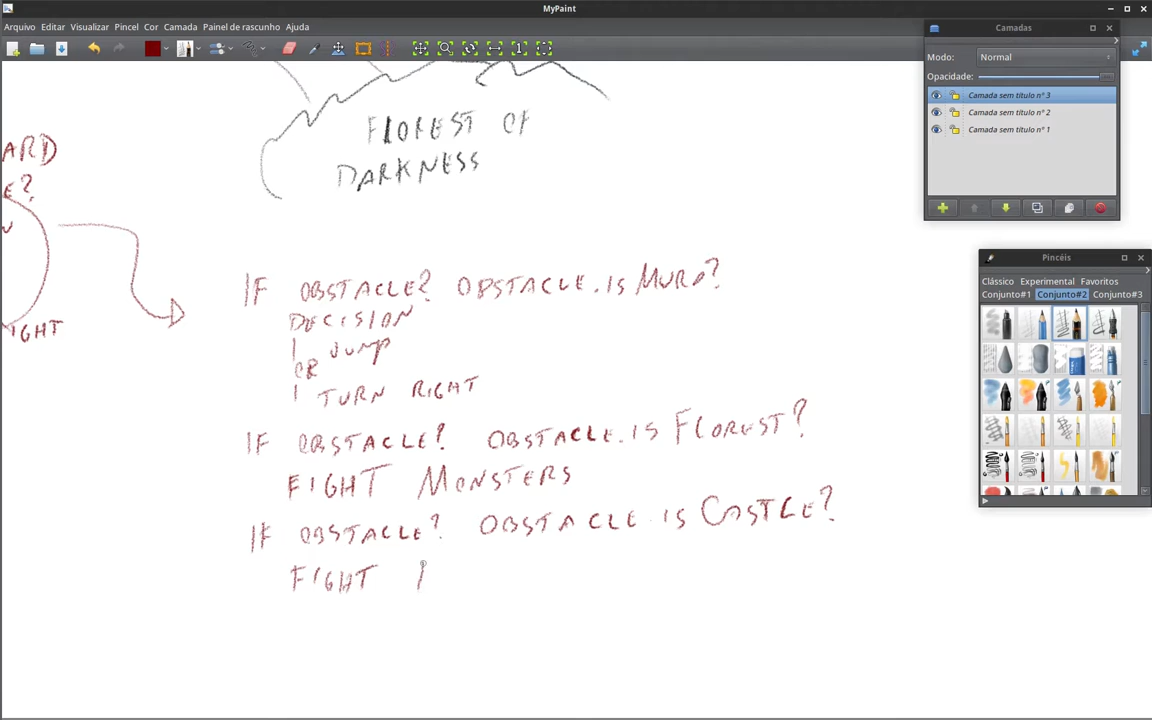 MyPaint
Arquivo Editar Visualizar Pincel Cor Camada Painel de rascunho Ajuda
Camadas
Modo: Normal
Opacidade:
Camada sem título nº 3
Camada sem título nº 2
Camada sem título nº 1
Pincéis
Clássico Experimental Favoritos
Conjunto#1 Conjunto#2 Conjunto#3
FLOREST OF
DARKNESS
ARD
E?
IGHT
IF OBSTACLE? OBSTACLE.IS MURO?
DECISION
| JUMP
OR
| TURN RIGHT
IF OBSTACLE? OBSTACLE.IS FLOREST?
FIGHT MONSTERS
IF OBSTACLE? OBSTACLE.IS CASTLE?
FIGHT